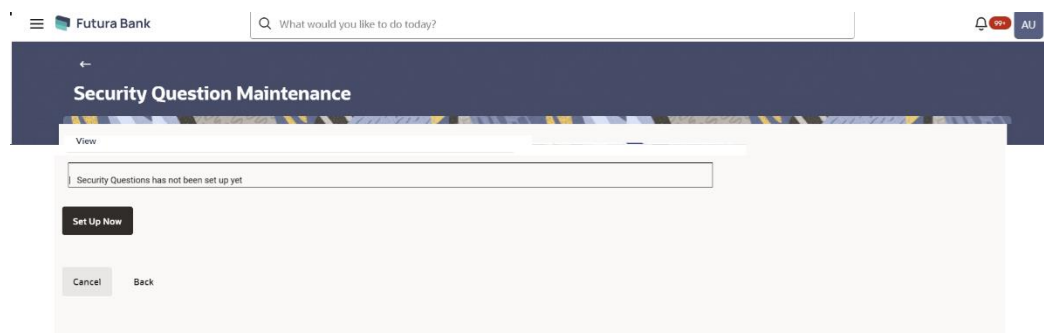 Futura Bank
What would you like to do today?
99+
AU
Security Question Maintenance
View
Security Questions has not been set up yet
Set Up Now
Cancel Back